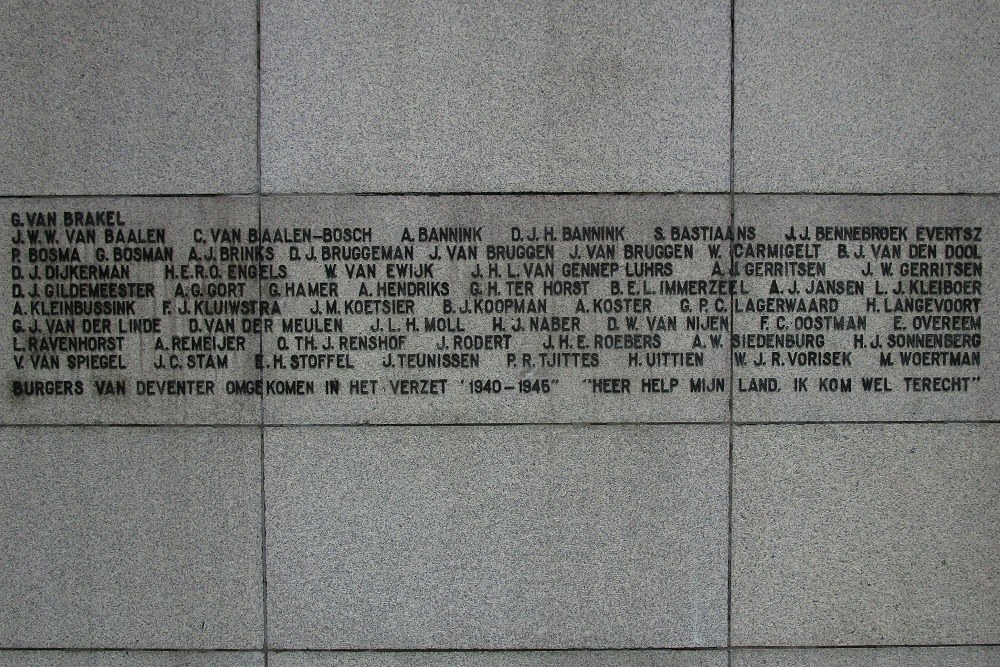 G. VAN BRAKEL
J. W. W. VAN BAALEN C. VAN BAALEN-BOSCH A. BANNINK D. J. H. BANNINK S. BASTIAANS J. J. BENNEBROEK EVERTSZ
P. BOSMA G. BOSMAN A. J. BRINKS D. J. BRUGGEMAN J. VAN BRUGGEN J. VAN BRUGGEN W. CARMIGELT B. J. VAN DEN DOOL
D. J. DIJKERMAN H. E. R. O. ENGELS W. VAN EWIJK J. H. L. VAN GENNEP LUHRS A. J. GERRITSEN J. W. GERRITSEN
D. J. GILDEMEESTER A. G. GORT G. HAMER A. HENDRIKS G. H. TER HORST B. E. L. IMMERZEEL A. J. JANSEN L. J. KLEIBOER
A. KLEINBUSSINK F. J. KLUIWSTRA J. M. KOETSIER B. J. KOOPMAN A. KOSTER G. P. C. LAGERWAARD H. LANGEVOORT
G. J. VAN DER LINDE D. VAN DER MEULEN J. L. H. MOLL H. J. NABER D. W. VAN NIJEN F. C. OOSTMAN E. OVEREEM
L. RAVENHORST A. REMEIJER O. TH. J. RENSHOF J. RODERT J. H. E. ROEBERS A. W. SIEDENBURG H. J. SONNENBERG
V. VAN SPIEGEL J. C. STAM E. H. STOFFEL J. TEUNISSEN P. R. TJITTES H. UITTIEN W. J. R. VORISEK M. WOERTMAN
BURGERS VAN DEVENTER OMGEKOMEN IN HET VERZET '1940-1945" "HEER HELP MIJN LAND, IK KOM WEL TERECHT"